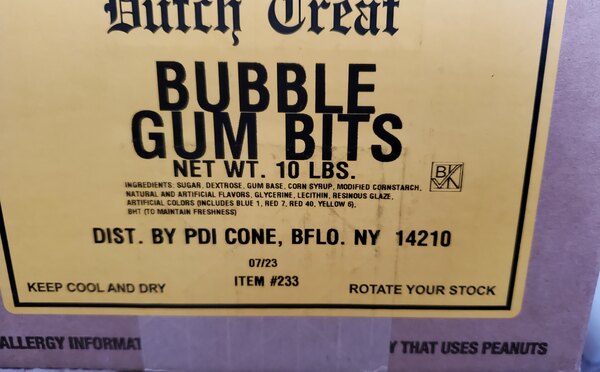 Dutch Treat
BUBBLE
GUM BITS
NET WT. 10 LBS.
INGREDIENTS: SUGAR, DEXTROSE, GUM BASE, CORN SYRUP, MODIFIED CORNSTARCH,
NATURAL AND ARTIFICIAL FLAVORS, GLYCERINE, LECITHIN, RESINOUS GLAZE,
ARTIFICIAL COLORS (INCLUDES BLUE 1, RED 7, RED 40, YELLOW 6),
BHT (TO MAINTAIN FRESHNESS)
BVK
DIST. BY PDI CONE, BFLO. NY 14210
07/23
ITEM #233
KEEP COOL AND DRY
ROTATE YOUR STOCK
ALLERGY INFORMAT
Y THAT USES PEANUTS